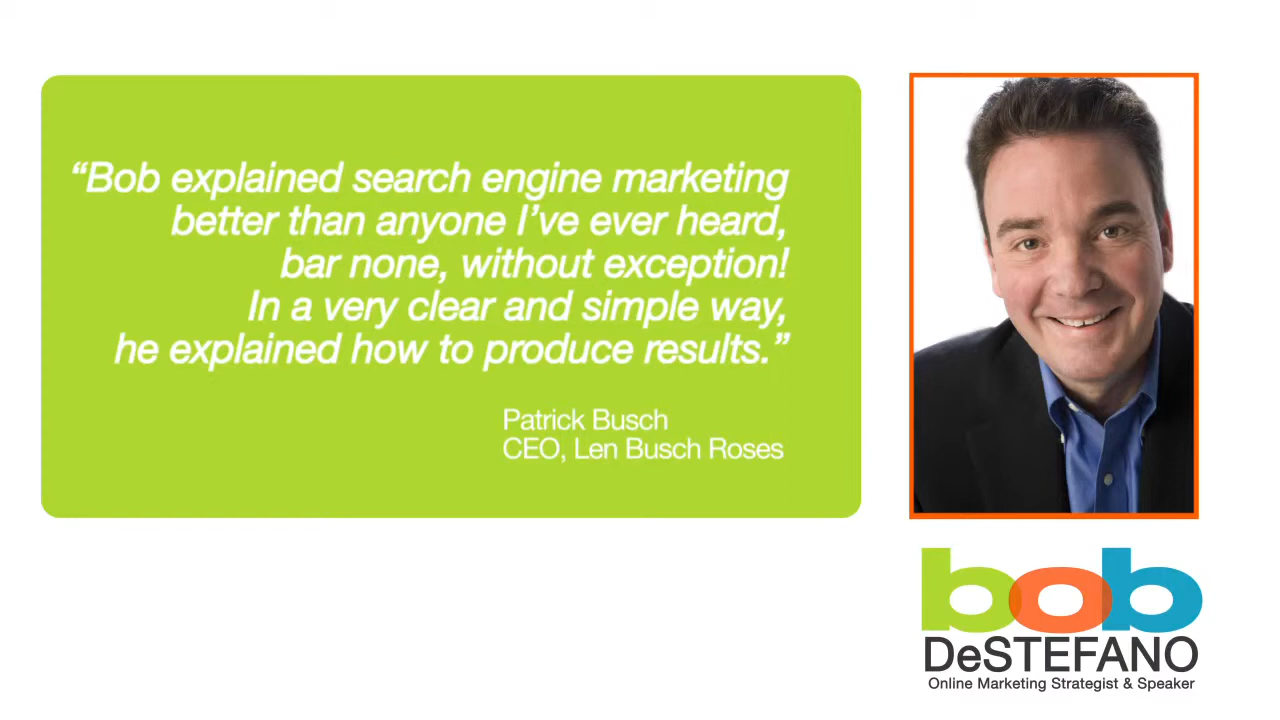 “Bob explained search engine marketing
better than anyone I’ve ever heard,
bar none, without exception!
In a very clear and simple way,
he explained how to produce results.”
Patrick Busch
CEO, Len Busch Roses
bob
DeSTEFANO
Online Marketing Strategist & Speaker